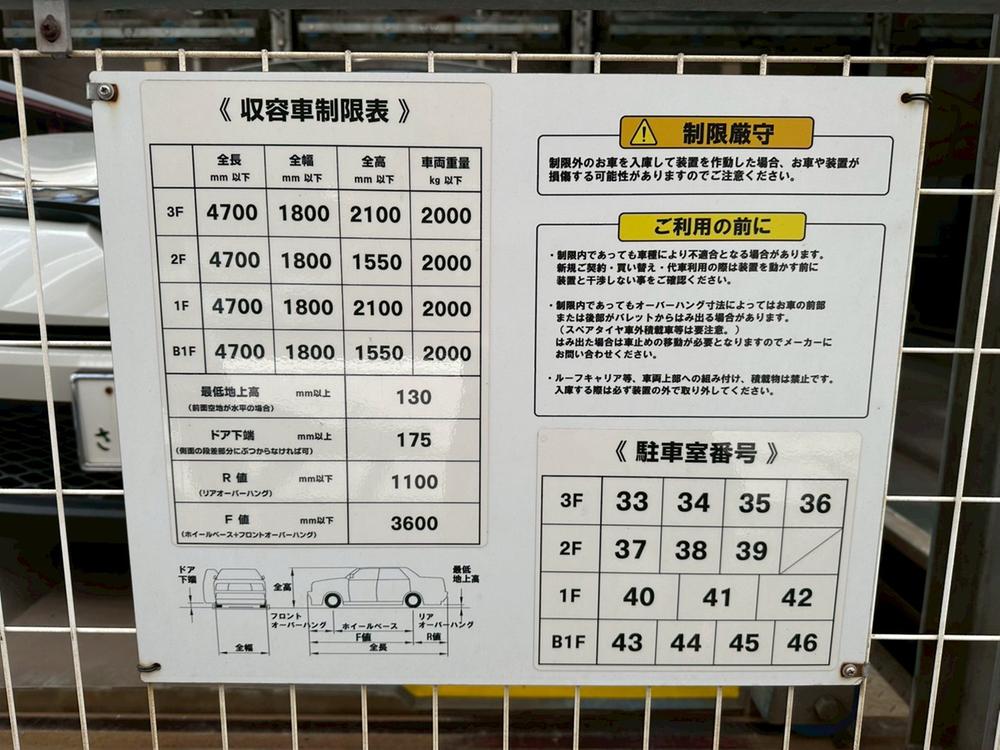 《 収容車制限表 》
全長 全幅 全高 車両重量
mm 以下 mm 以下 mm 以下 kg 以下
3F 4700 1800 2100 2000
2F 4700 1800 1550 2000
1F 4700 1800 2100 2000
B1F 4700 1800 1550 2000
最低地上高 mm以上 130
(前面空地が水平の場合)
ドア下端 mm以上 175
(側面の段差部分にぶつからなければ可)
R 値 mm以下 1100
(リアオーバーハング)
F 値 mm以下 3600
(ホイールベース+フロントオーバーハング)
ドア
下端
全幅
全高
最低
地上高
フロント
オーバーハング
ホイールベース
リア
オーバーハング
F値
R値
全長
制限厳守
制限外のお車を入庫して装置を作動した場合、お車や装置が
損傷する可能性がありますのでご注意ください。
ご利用の前に
・制限内であっても車種により不適合となる場合があります。
新規ご契約・買い替え・代車利用の際は装置を動かす前に
装置と干渉しない事をご確認ください。
・制限内であってもオーバーハング寸法によってはお車の前部
または後部がパレットからはみ出る場合があります。
(スペアタイヤ車外積載車等は要注意。)
はみ出た場合は車止めの移動が必要となりますのでメーカーに
お問い合わせください。
・ルーフキャリア等、車両上部への組み付け、積載物は禁止です。
入庫する際は必ず装置の外で取り外してください。
《 駐車室番号 》
3F 33 34 35 36
2F 37 38 39
1F 40 41 42
B1F 43 44 45 46
さ